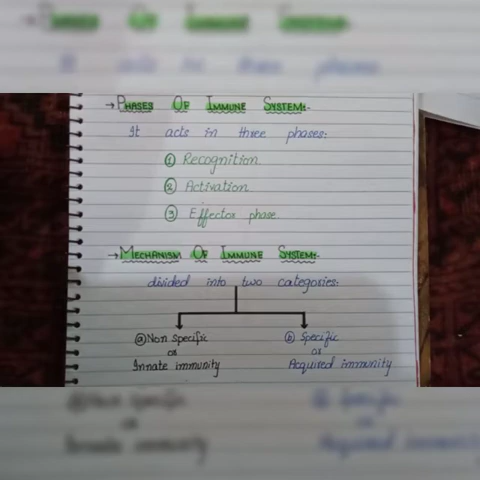 → PHASES OF IMMUNE SYSTEM:-
It acts in three phases:
① Recognition
② Activation
③ Effector phase
→ MECHANISM OF IMMUNE SYSTEM:-
divided into two categories:
ⓐ Non specific
or
Innate immunity
ⓑ Specific
or
Acquired immunity